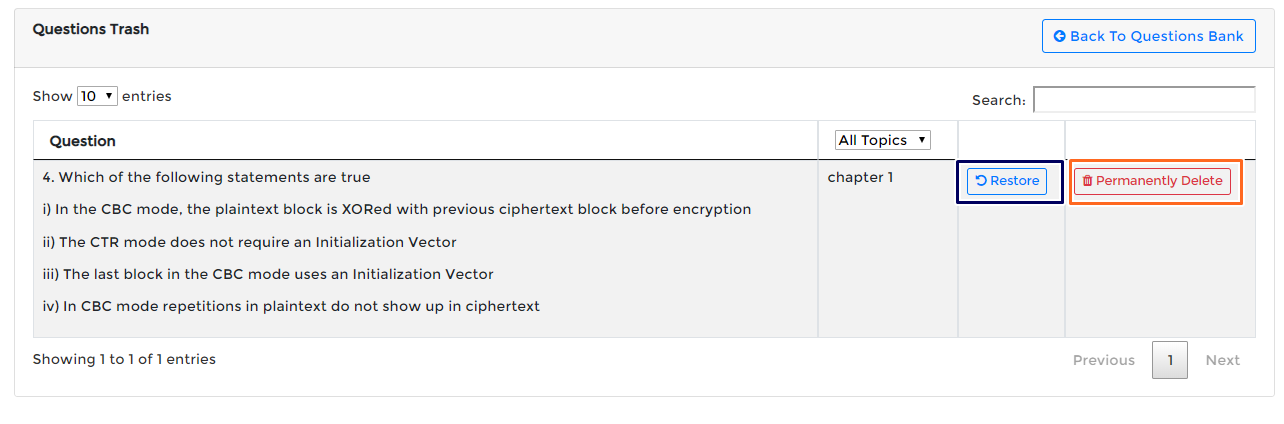 Questions Trash
Back To Questions Bank
Show 10 entries
Search:
Question
All Topics
4. Which of the following statements are true
chapter 1
Restore
Permanently Delete
i) In the CBC mode, the plaintext block is XORed with previous ciphertext block before encryption
ii) The CTR mode does not require an Initialization Vector
iii) The last block in the CBC mode uses an Initialization Vector
iv) In CBC mode repetitions in plaintext do not show up in ciphertext
Showing 1 to 1 of 1 entries
Previous
1
Next